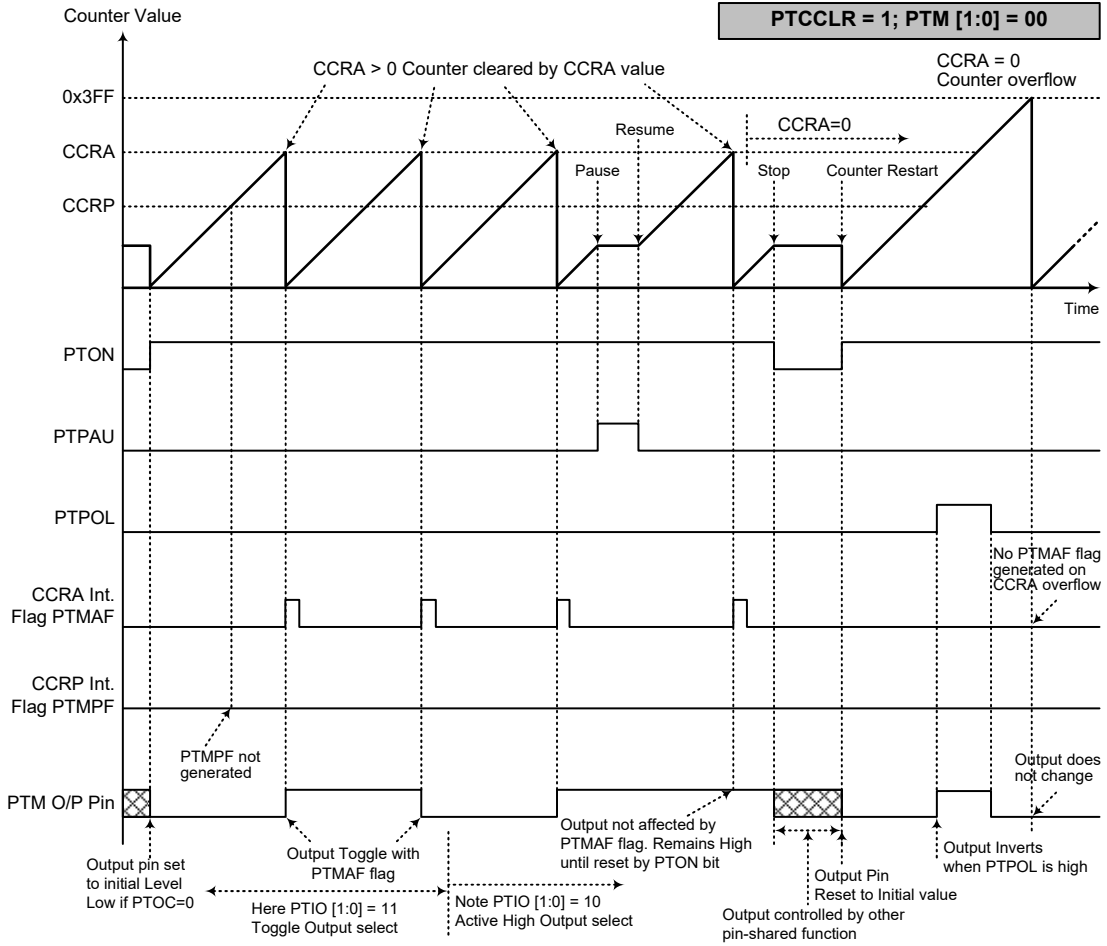 Counter Value
PTCCLR = 1; PTM [1:0] = 00
CCRA > 0 Counter cleared by CCRA value
CCRA = 0
Counter overflow
0x3FF
CCRA
CCRP
Resume
CCRA=0
Pause
Stop
Counter Restart
Time
PTON
PTPAU
PTPOL
No PTMAF flag
generated on
CCRA overflow
CCRA Int.
Flag PTMAF
CCRP Int.
Flag PTMPF
PTMPF not
generated
Output does
not change
PTM O/P Pin
Output pin set
to initial Level
Low if PTOC=0
Output Toggle with
PTMAF flag
Here PTIO [1:0] = 11
Toggle Output select
Note PTIO [1:0] = 10
Active High Output select
Output not affected by
PTMAF flag. Remains High
until reset by PTON bit
Output Pin
Reset to Initial value
Output controlled by other
pin-shared function
Output Inverts
when PTPOL is high